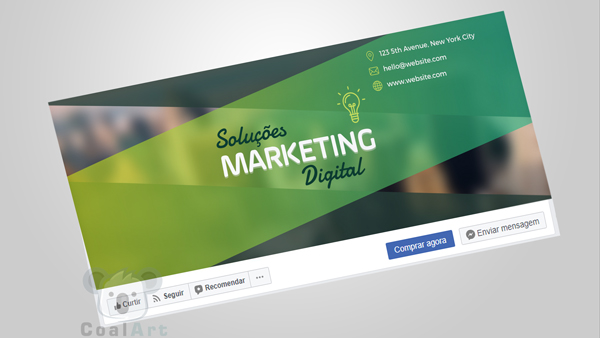 123 5th Avenue, New York City
hello@website.com
www.website.com
Soluções
MARKETING
Digital
Comprar agora
Enviar mensagem
Curtir
Seguir
Recomendar
...
CoalArt